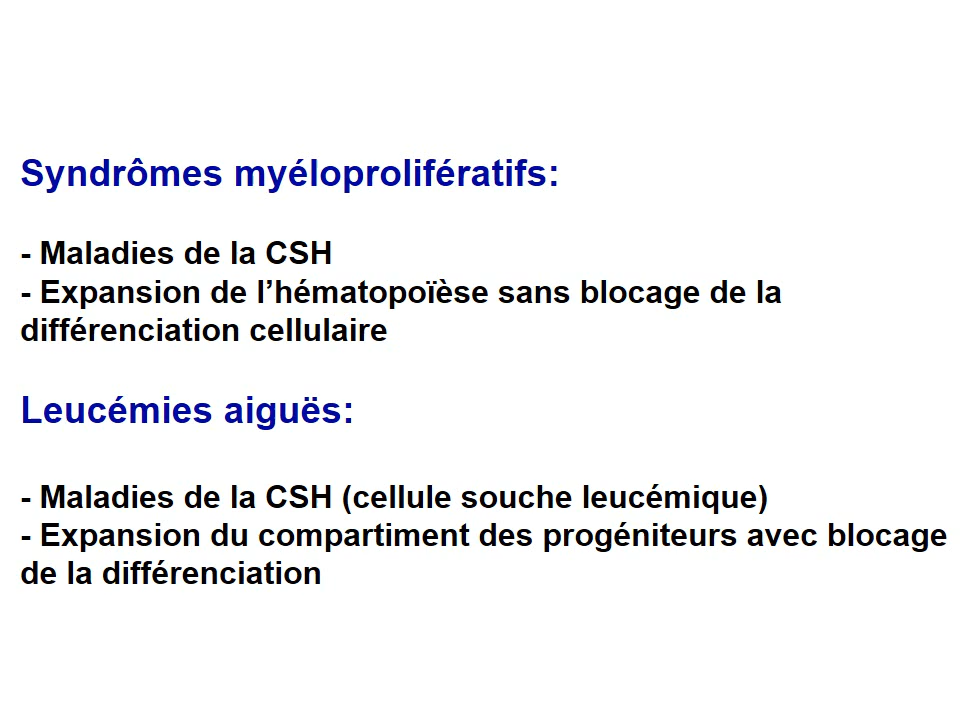 Syndrômes myéloprolifératifs:
- Maladies de la CSH
- Expansion de l’hématopoïèse sans blocage de la
différenciation cellulaire
Leucémies aiguës:
- Maladies de la CSH (cellule souche leucémique)
- Expansion du compartiment des progéniteurs avec blocage
de la différenciation